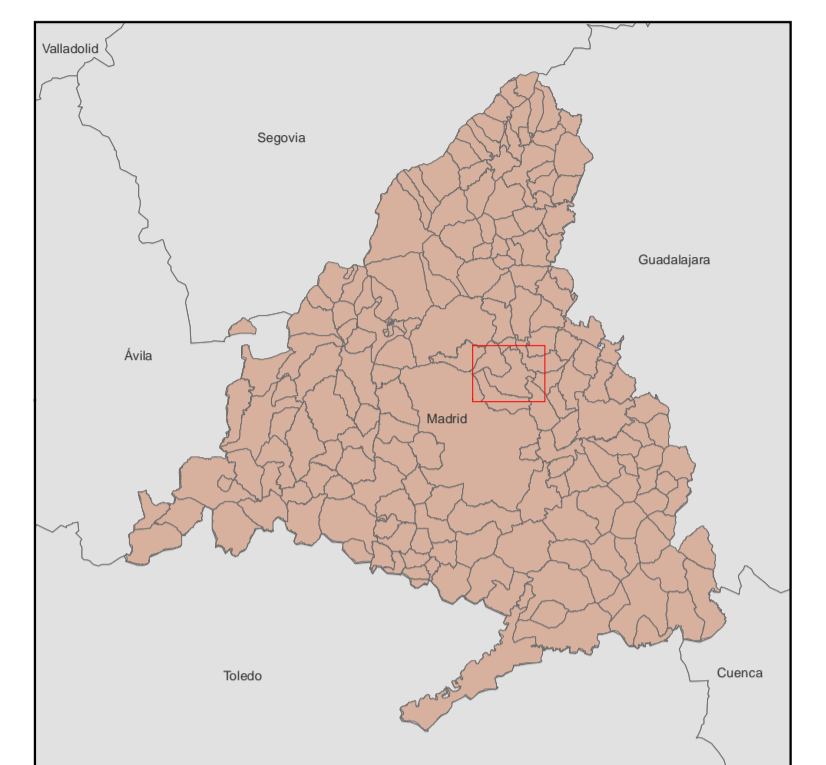 Valladolid
Segovia
Guadalajara
Ávila
Madrid
Toledo
Cuenca